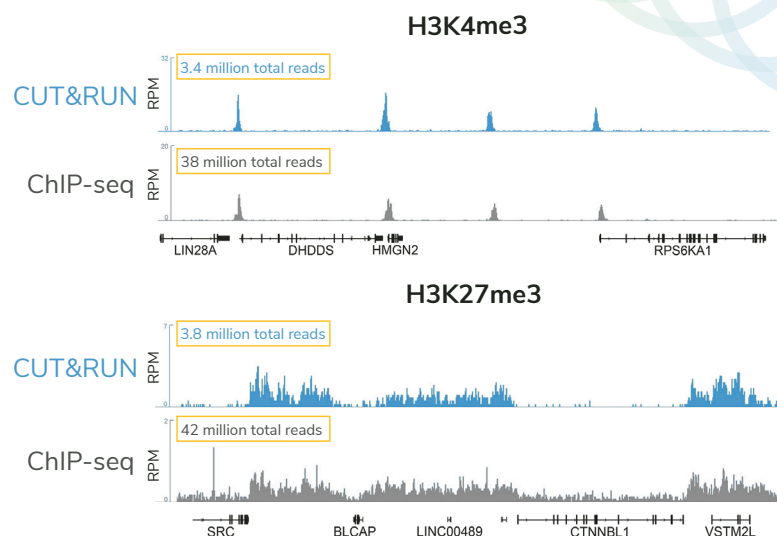 H3K4me3
CUT&RUN
RPM
32
0
3.4 million total reads
ChIP-seq
RPM
20
0
38 million total reads
LIN28A DHDDS HMGN2 RPS6KA1
H3K27me3
CUT&RUN
RPM
7
0
3.8 million total reads
ChIP-seq
RPM
2
0
42 million total reads
SRC BLCAP LINC00489 CTNNBL1 VSTM2L